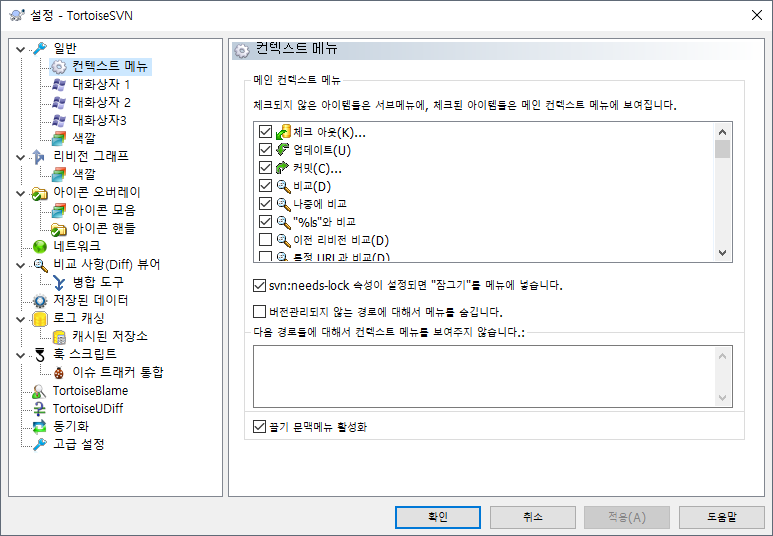 설정 - TortoiseSVN
일반
컨텍스트 메뉴
대화상자 1
대화상자 2
대화상자3
색깔
리비전 그래프
색깔
아이콘 오버레이
아이콘 모음
아이콘 핸들
네트워크
비교 사항(Diff) 뷰어
병합 도구
저장된 데이터
로그 캐싱
캐시된 저장소
훅 스크립트
이슈 트래커 통합
TortoiseBlame
TortoiseUDiff
동기화
고급 설정
컨텍스트 메뉴
메인 컨텍스트 메뉴
체크되지 않은 아이템들은 서브메뉴에, 체크된 아이템들은 메인 컨텍스트 메뉴에 보여집니다.
체크 아웃(K)...
업데이트(U)
커밋(C)...
비교(D)
나중에 비교
"%ls"와 비교
이전 리비전 비교(D)
특정 URL과 비교(D)
svn:needs-lock 속성이 설정되면 "잠그기"를 메뉴에 넣습니다.
버전관리되지 않는 경로에 대해서 메뉴를 숨깁니다.
다음 경로들에 대해서 컨텍스트 메뉴를 보여주지 않습니다.:
끌기 문맥메뉴 활성화
확인
취소
적용(A)
도움말